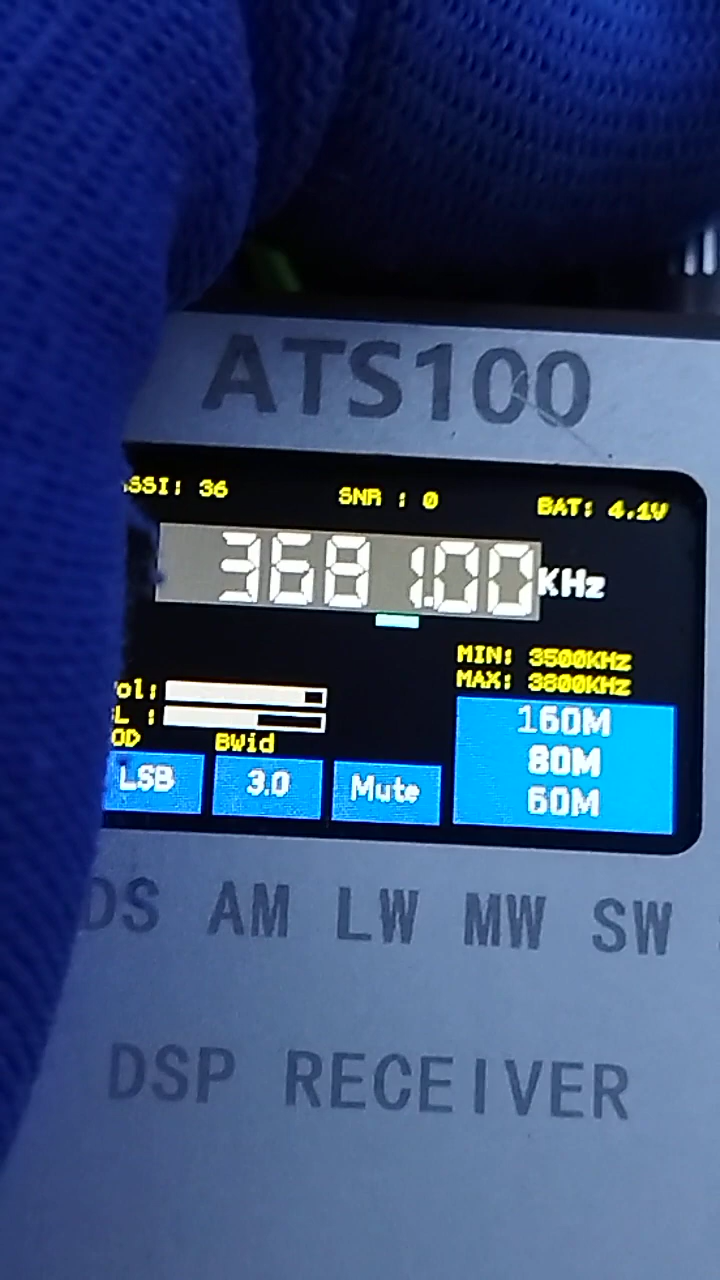 ATS100
SSI: 36 SNR : 0 BAT: 4.1V
3681.00 KHz
MIN: 3500KHz
MAX: 3800KHz
ol:
L :
OD BWid
LSB 3.0 Mute
160M
80M
60M
DS AM LW MW SW
DSP RECEIVER